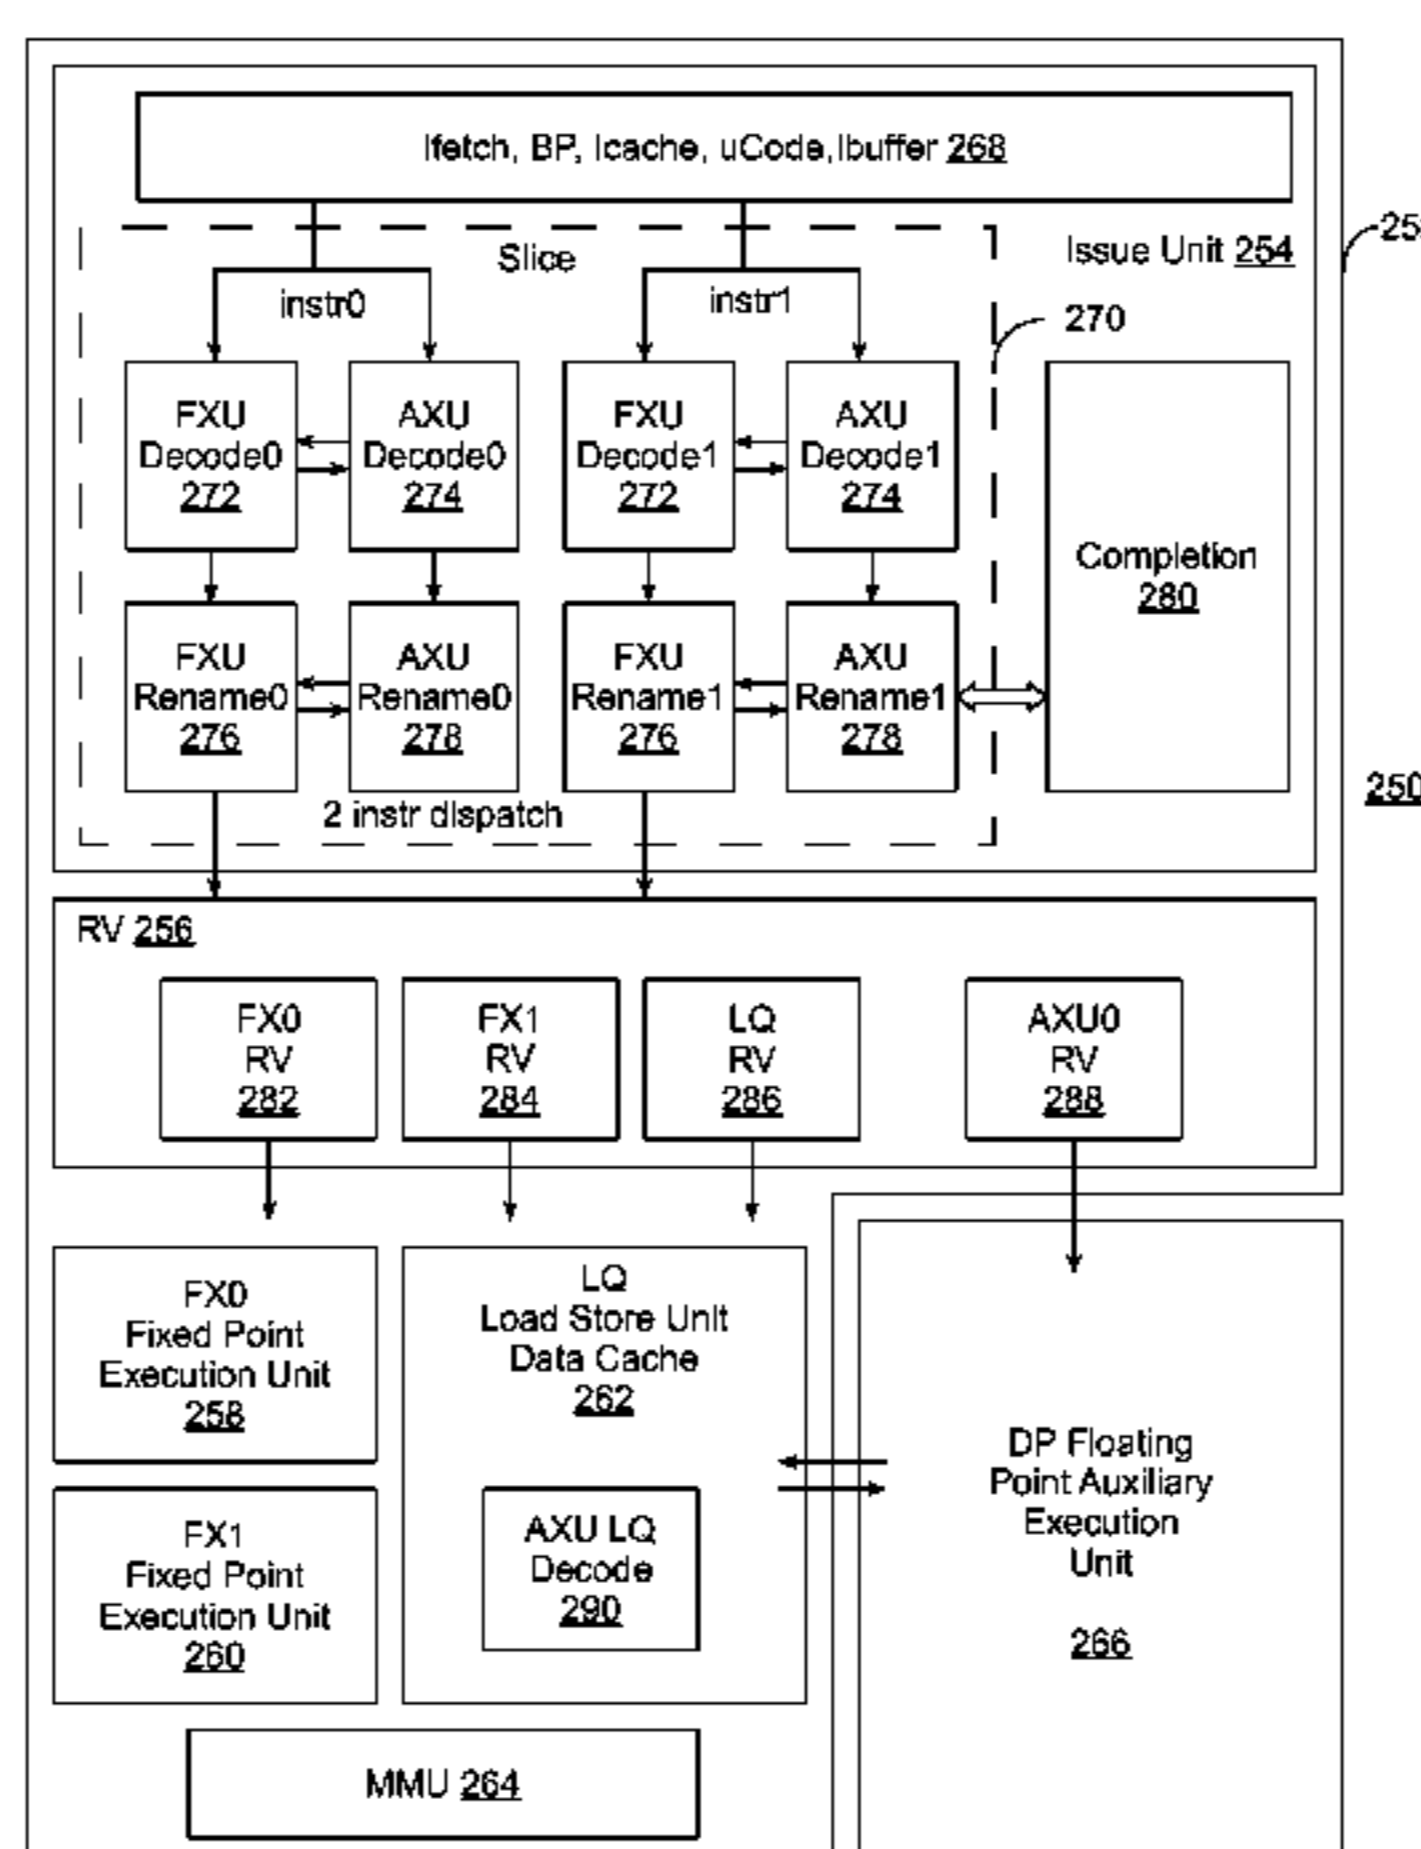 Ifetch, BP, Icache, uCode,Ibuffer 268
Slice
Issue Unit 254
instr0
instr1
270
FXU
Decode0
272
AXU
Decode0
274
FXU
Decode1
272
AXU
Decode1
274
Completion
280
FXU
Rename0
276
AXU
Rename0
278
FXU
Rename1
276
AXU
Rename1
278
250
2 instr dispatch
RV 256
FX0
RV
282
FX1
RV
284
LQ
RV
286
AXU0
RV
288
FX0
Fixed Point
Execution Unit
258
LQ
Load Store Unit
Data Cache
262
DP Floating
Point Auxiliary
Execution
Unit
266
FX1
Fixed Point
Execution Unit
260
AXU LQ
Decode
290
MMU 264